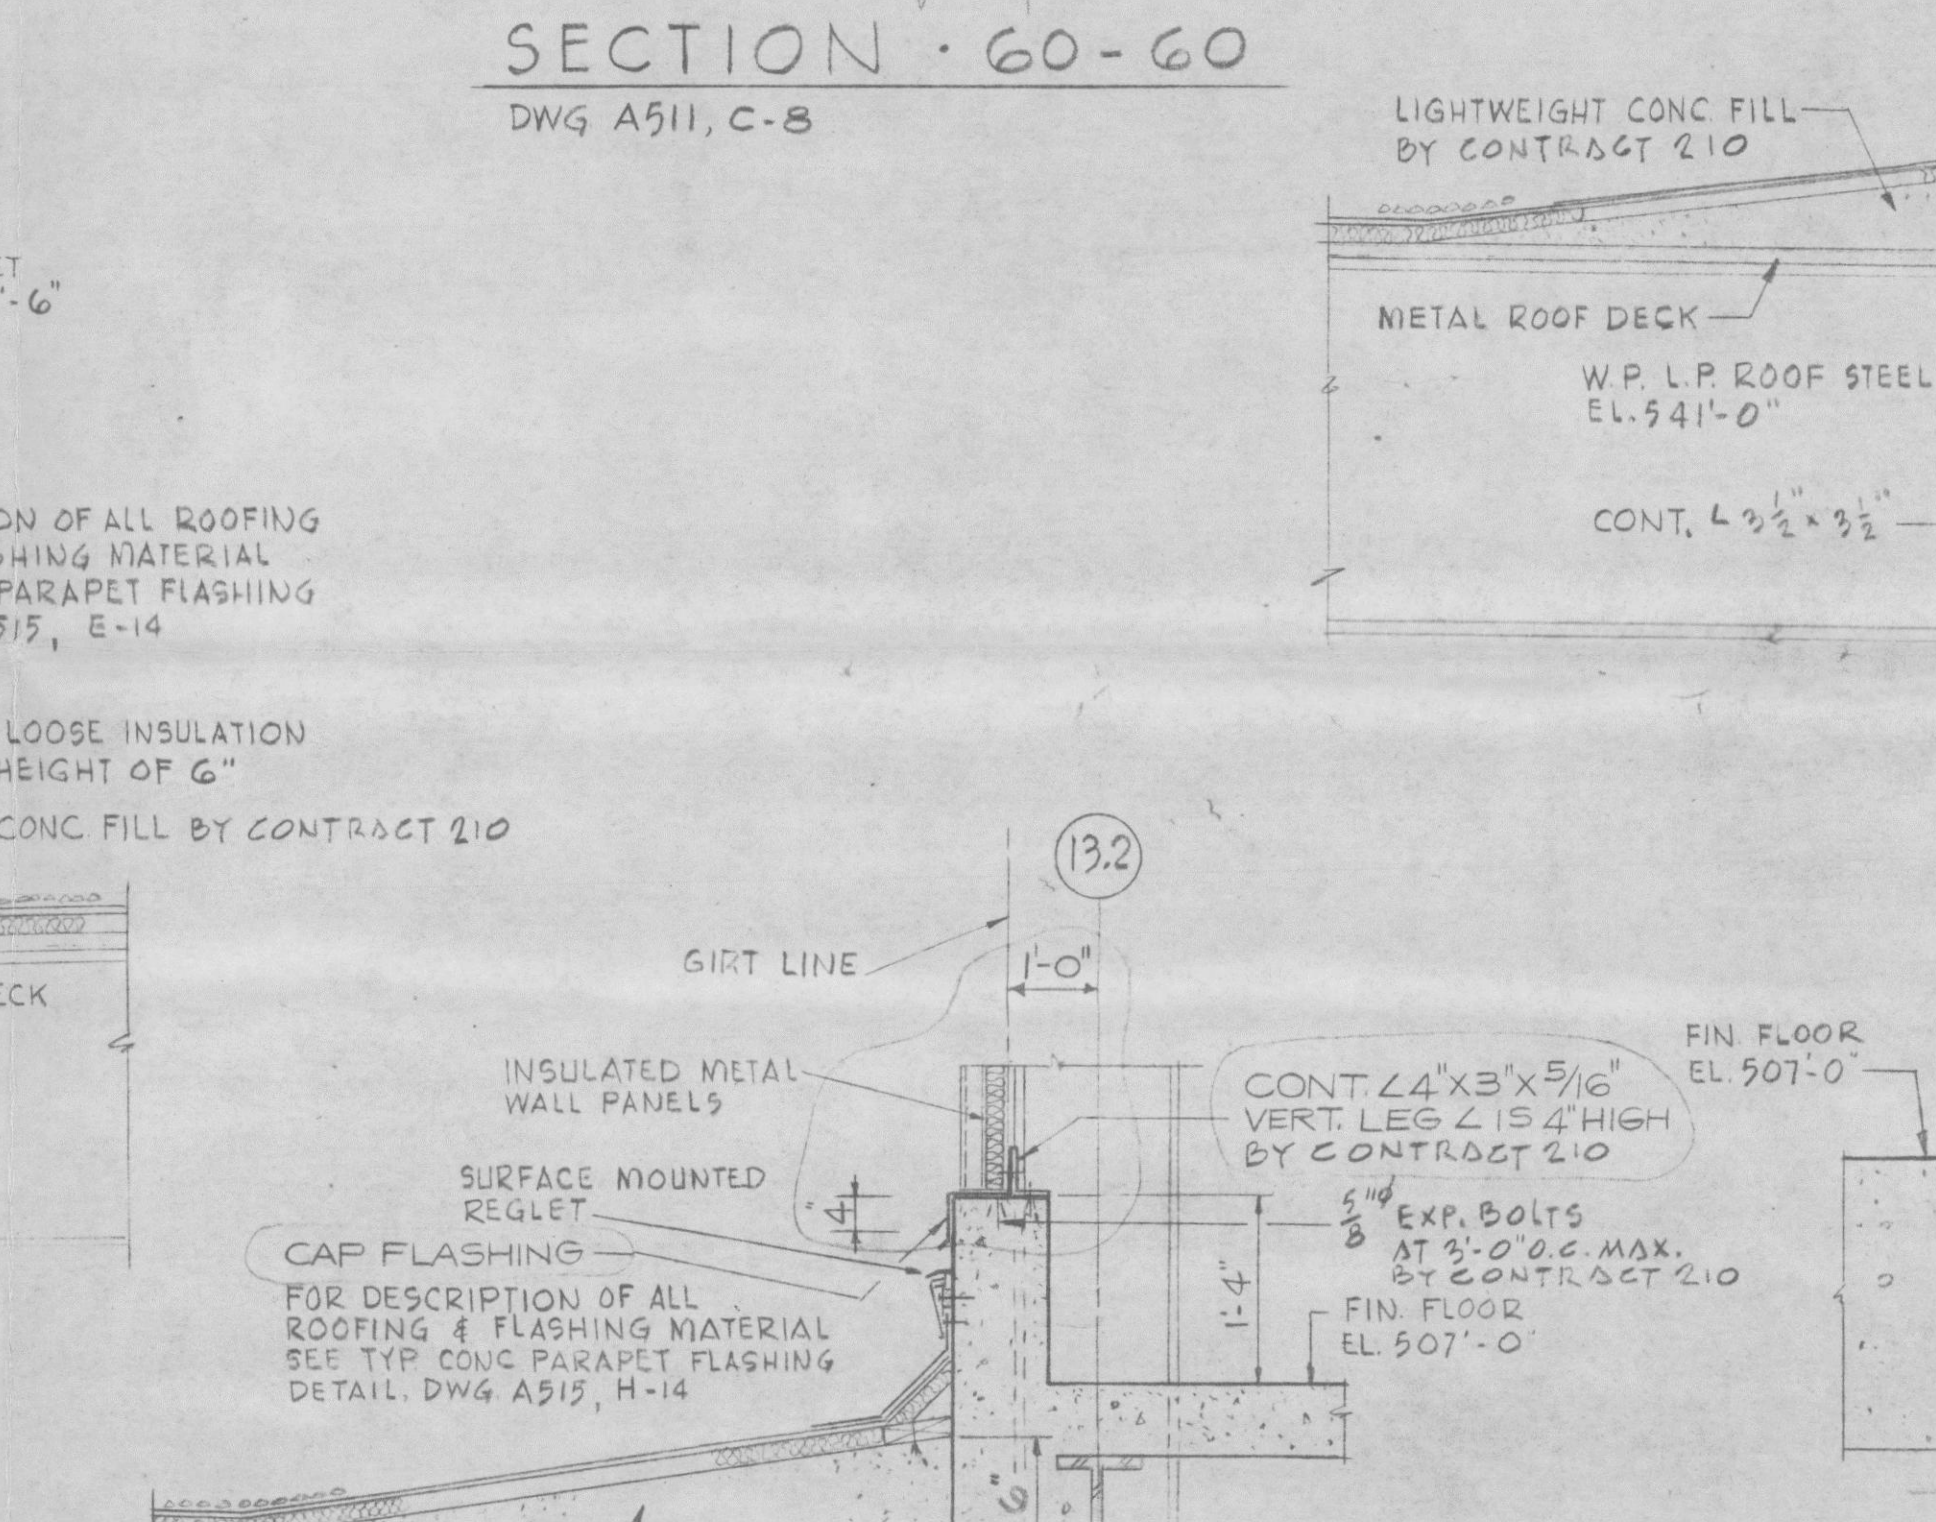 SECTION · 60-60
DWG A511, C-8
LIGHTWEIGHT CONC. FILL
BY CONTRACT 210
METAL ROOF DECK
W.P. L.P. ROOF STEEL
EL. 541'-0"
CONT. L 3 1/2" x 3 1/2"
'-6"
OF ALL ROOFING
MATERIAL
PARAPET FLASHING
515, E-14
LOOSE INSULATION
HEIGHT OF 6"
CONC. FILL BY CONTRACT 210
13.2
GIRT LINE
1'-0"
INSULATED METAL
WALL PANELS
SURFACE MOUNTED
REGLET
4"
CAP FLASHING
FOR DESCRIPTION OF ALL
ROOFING & FLASHING MATERIAL
SEE TYP. CONC PARAPET FLASHING
DETAIL, DWG. A515, H-14
CONT. ∠4"X3"X5/16"
VERT. LEG ∠ IS 4" HIGH
BY CONTRACT 210
5/8"ø EXP. BOLTS
AT 3'-0" O.C. MAX.
BY CONTRACT 210
1'-4"
FIN. FLOOR
EL. 507'-0"
6"
FIN. FLOOR
EL. 507'-0"